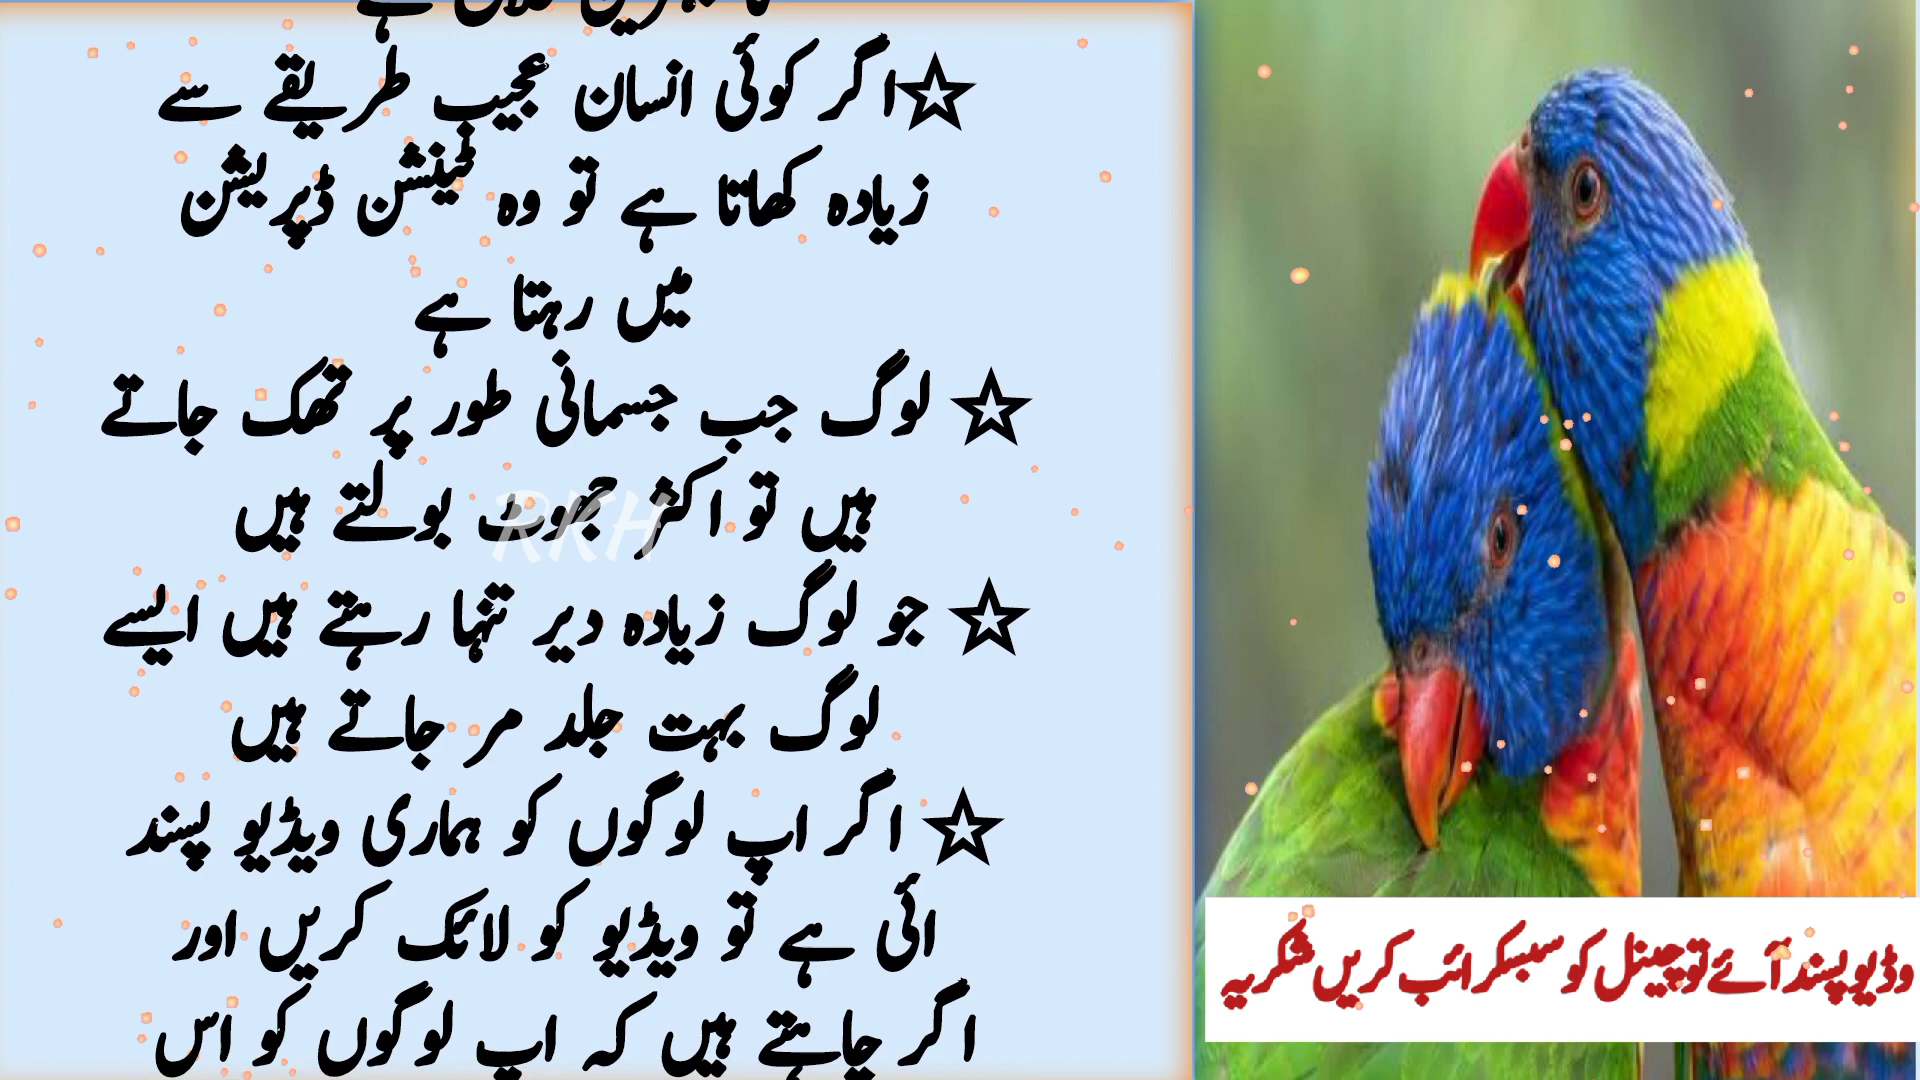 ☆اگر کوئی انسان عجیب طریقے سے
زیادہ کھاتا ہے تو وہ ٹینشن ڈپریشن
میں رہتا ہے
☆ لوگ جب جسمانی طور پر تھک جاتے
ہیں تو اکثر جھوٹ بولتے ہیں
☆ جو لوگ زیادہ دیر تنہا رہتے ہیں ایسے
لوگ بہت جلد مر جاتے ہیں
☆ اگر اپ لوگوں کو ہماری ویڈیو پسند
ائی ہے تو ویڈیو کو لائک کریں اور
اگر چاہتے ہیں کہ اپ لوگوں کو اس
RKH
وڈیو پسند آئے تو چینل کو سبسکرائب کریں شکریہ